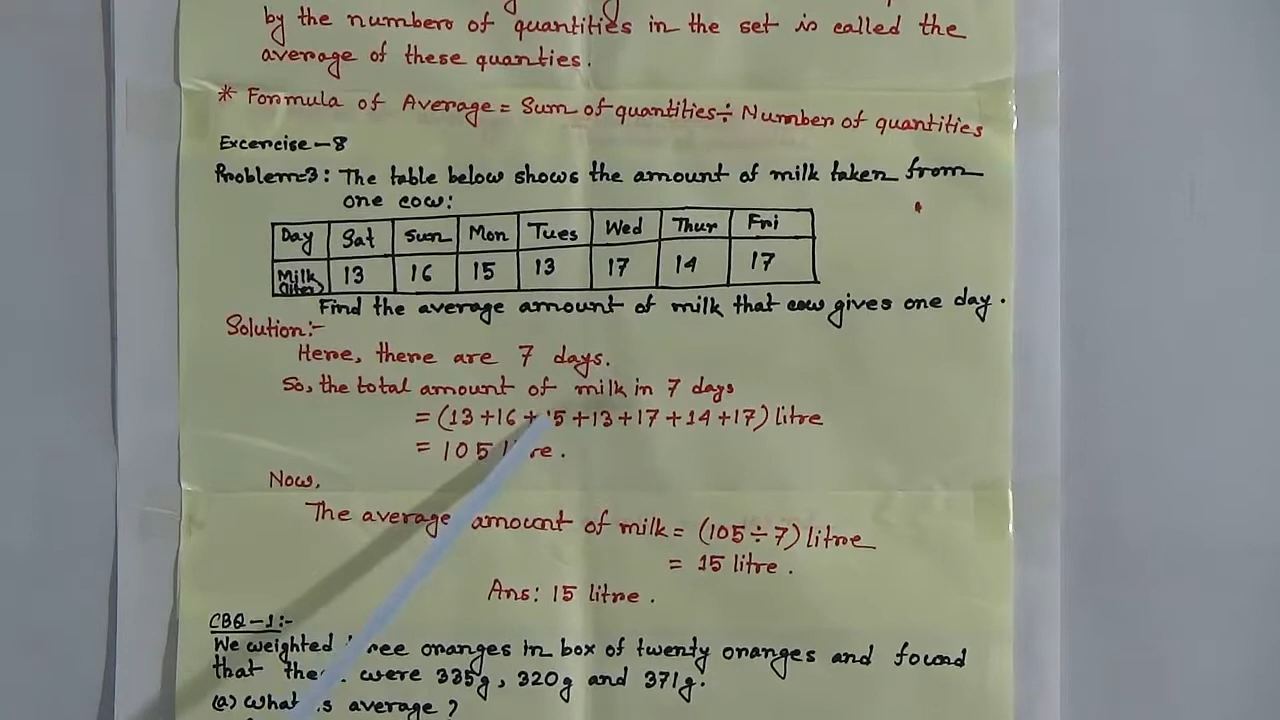 by the numbers of quantities in the set is called the
average of these quanties.
* Formula of Average = Sum of quantities ÷ Number of quantities
Excercise-8
Problem-3: The table below shows the amount of milk taken from
one cow:
Day Sat Sun Mon Tues Wed Thur Fri
Milk (liter) 13 16 15 13 17 14 17
Find the average amount of milk that cow gives one day.
Solution:-
Here, there are 7 days.
So, the total amount of milk in 7 days
= (13+16+15+13+17+14+17) litre
= 105 litre.
Now,
The average amount of milk = (105÷7) litre
= 15 litre.
Ans: 15 litre.
CBQ-1:-
We weighted three oranges in box of twenty oranges and
that were 335g, 320g and 371g.
(a) What is average?